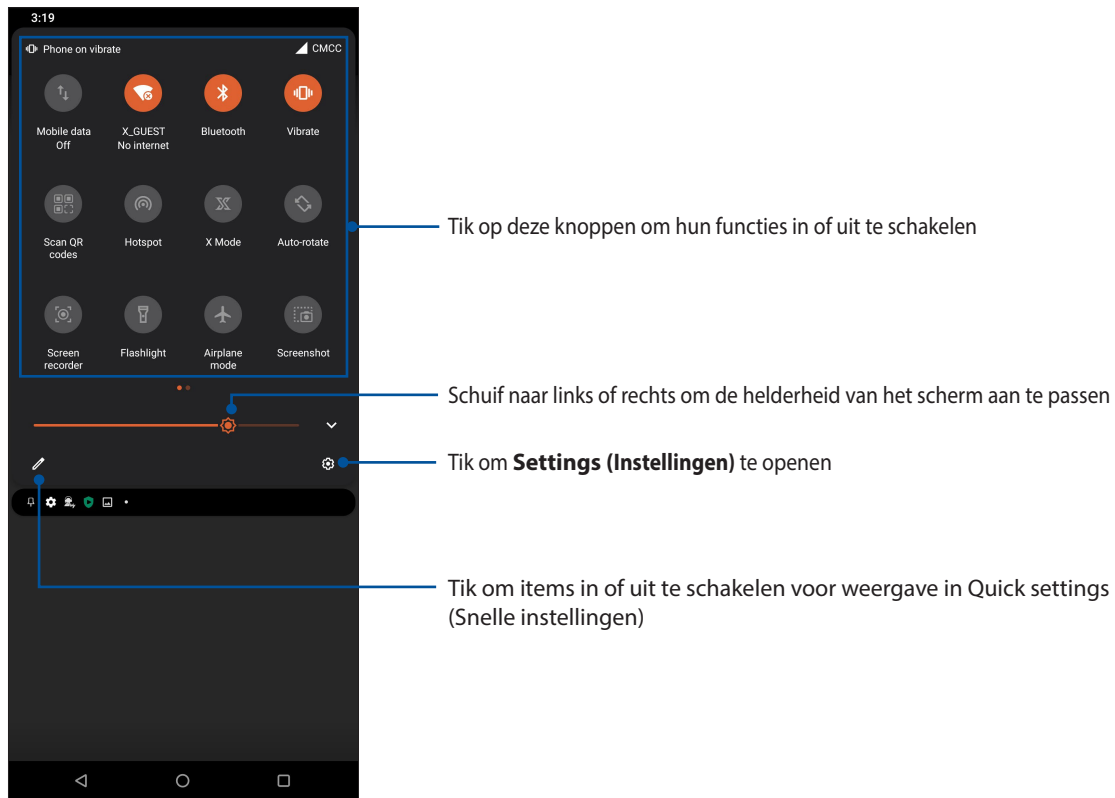 3:19
Phone on vibrate
CMCC
Mobile data
Off
X_GUEST
No internet
Bluetooth
Vibrate
Scan QR
codes
Hotspot
X Mode
Auto-rotate
Tik op deze knoppen om hun functies in of uit te schakelen
Screen
recorder
Flashlight
Airplane
mode
Screenshot
Schuif naar links of rechts om de helderheid van het scherm aan te passen
Tik om Settings (Instellingen) te openen
Tik om items in of uit te schakelen voor weergave in Quick settings
(Snelle instellingen)